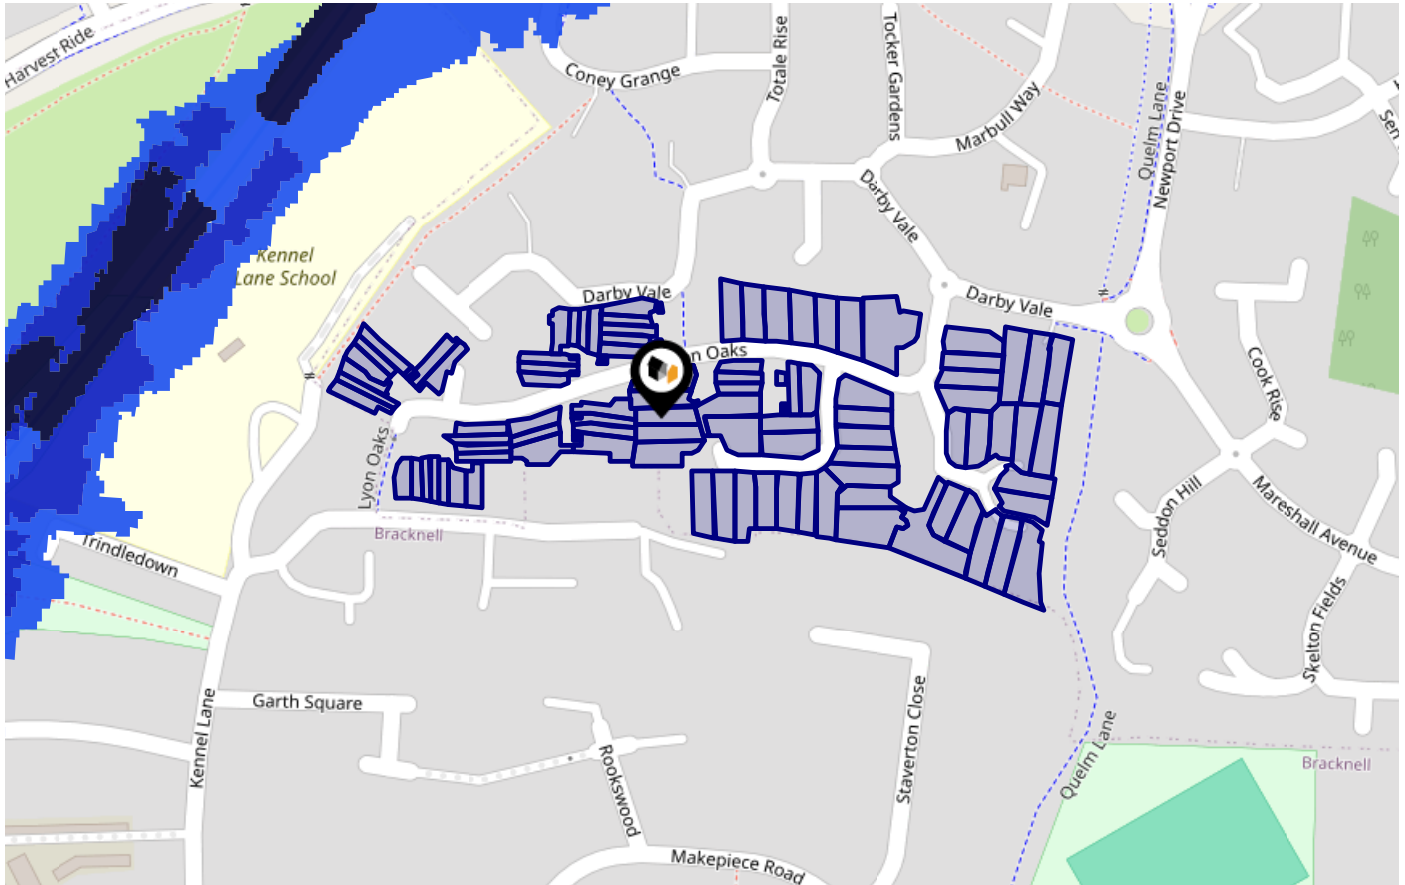 Harvest Ride
Coney Grange
Totale Rise
Tocker Gardens
Marbull Way
Quelm Lane
Newport Drive
Darby Vale
Kennel
Lane School
Darby Vale
Darby Vale
n Oaks
Cook Rise
Lyon Oaks
Bracknell
Trindledown
Seddon Hill
Mareshall Avenue
Skelton Fields
Garth Square
Kennel Lane
Rookswood
Staverton Close
Quelm Lane
Bracknell
Makepiece Road